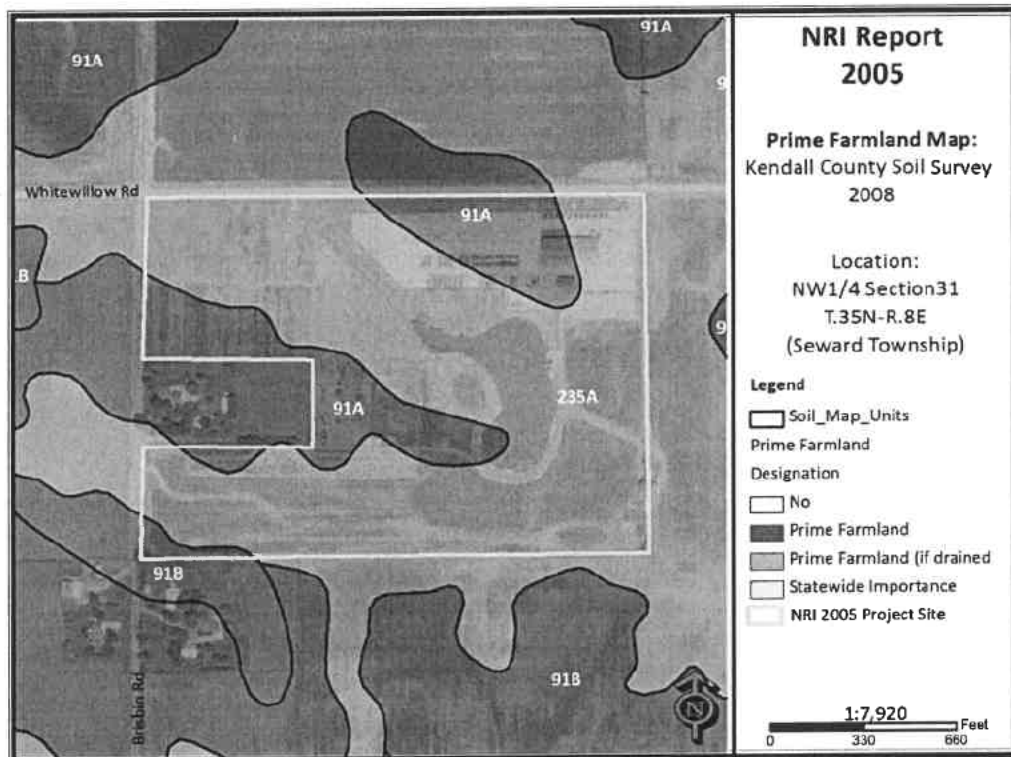 91A
91A
9
Whitewillow Rd
91A
.B
9
91A
235A
91B
91B
Brisbin Rd
N
NRI Report
2005
Prime Farmland Map:
Kendall County Soil Survey
2008
Location:
NW1/4 Section31
T.35N-R.8E
(Seward Township)
Legend
Soil_Map_Units
Prime Farmland
Designation
No
Prime Farmland
Prime Farmland (if drained
Statewide Importance
NRI 2005 Project Site
1:7,920
Feet
0 330 660